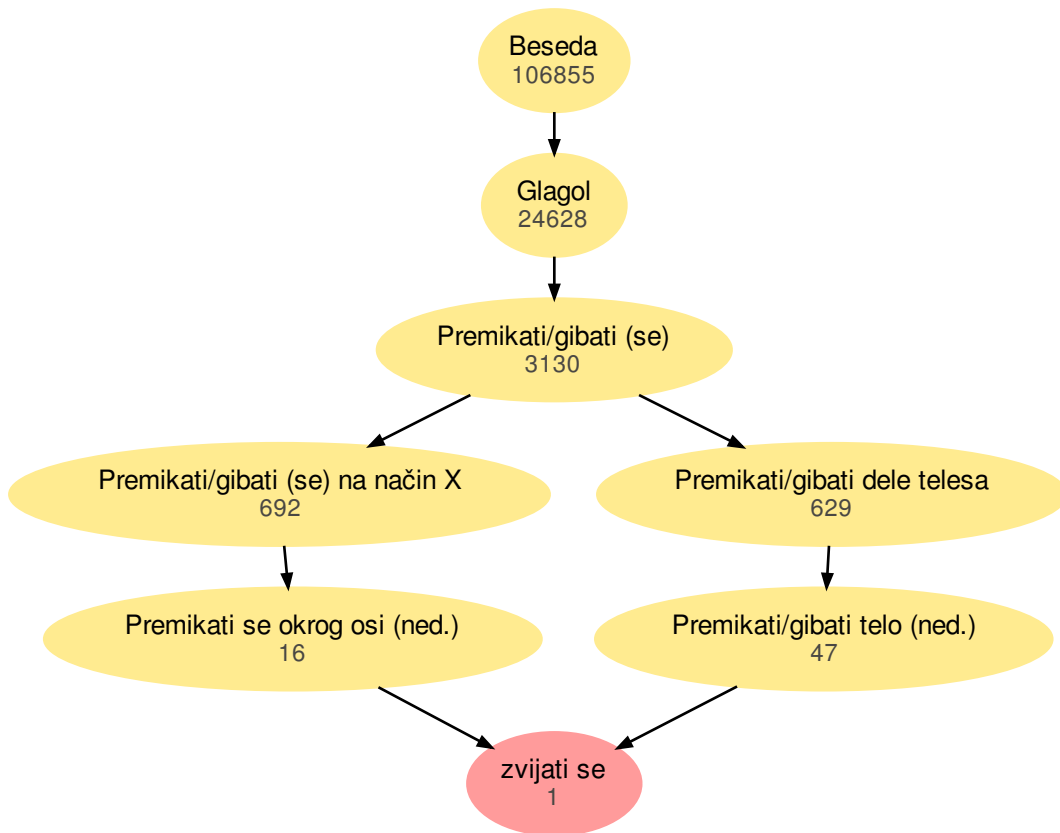 Beseda
106855
Glagol
24628
Premikati/gibati (se)
3130
Premikati/gibati (se) na način X
692
Premikati/gibati dele telesa
629
Premikati se okrog osi (ned.)
16
Premikati/gibati telo (ned.)
47
zvijati se
1